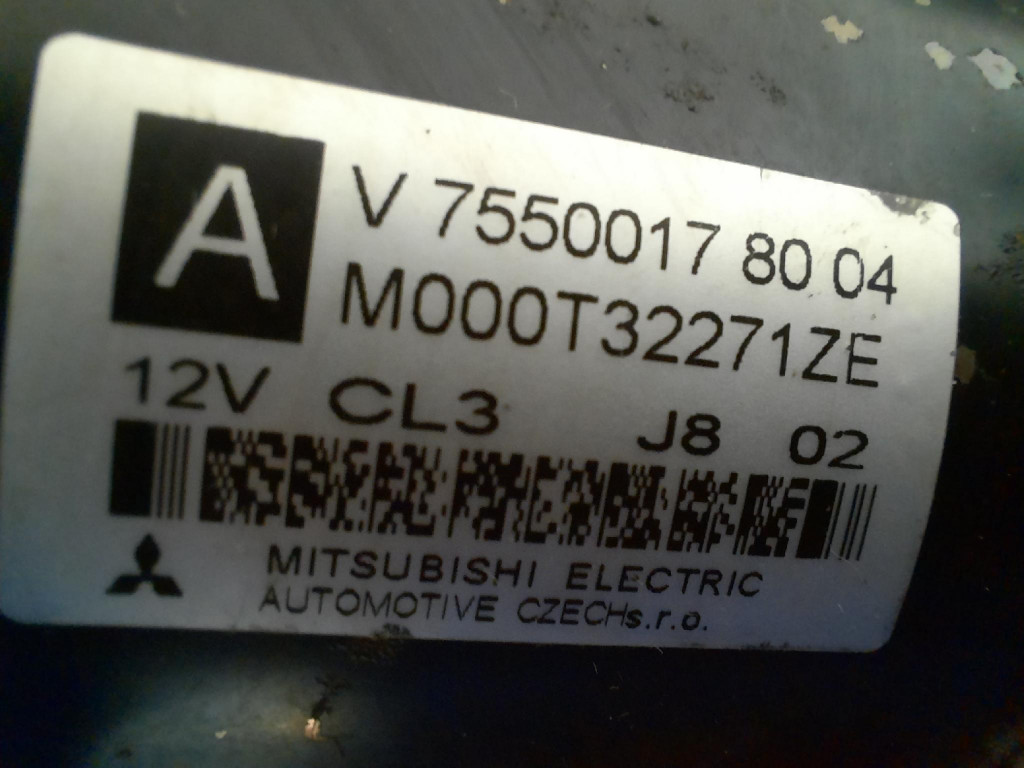 A
V 7550017 80 04
M000T32271ZE
12V CL3 J8 02
MITSUBISHI ELECTRIC
AUTOMOTIVE CZECHs.r.o.